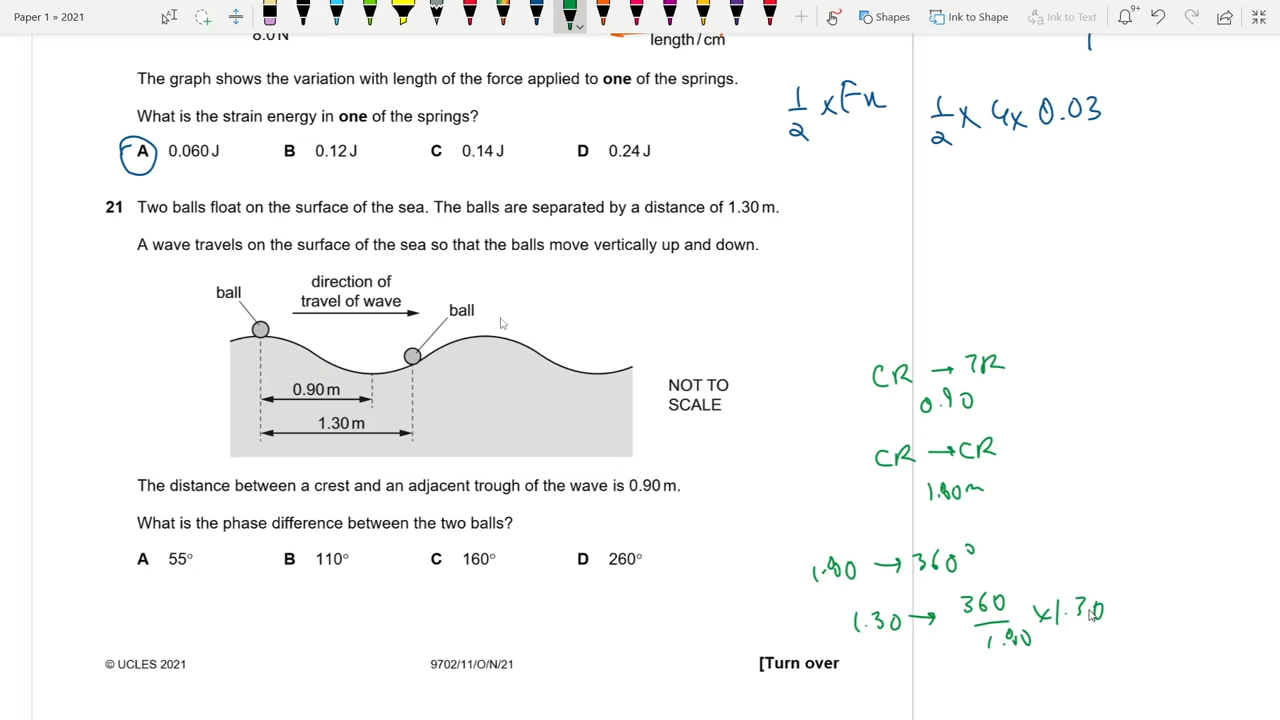 Paper 1 » 2021
Shapes
Ink to Shape
Ink to Text
9+
8.0 N
length / cm
The graph shows the variation with length of the force applied to one of the springs.
What is the strain energy in one of the springs?
1/2 × Fx
1/2 × 4 × 0.03
A 0.060 J B 0.12 J C 0.14 J D 0.24 J
21 Two balls float on the surface of the sea. The balls are separated by a distance of 1.30 m.
A wave travels on the surface of the sea so that the balls move vertically up and down.
direction of
travel of wave
ball
ball
0.90 m
1.30 m
NOT TO
SCALE
CR → TR
0.90
CR → CR
1.80m
The distance between a crest and an adjacent trough of the wave is 0.90 m.
What is the phase difference between the two balls?
A 55° B 110° C 160° D 260°
1.80 → 360°
1.30 → 360/1.80 × 1.30
© UCLES 2021
9702/11/O/N/21
[Turn over